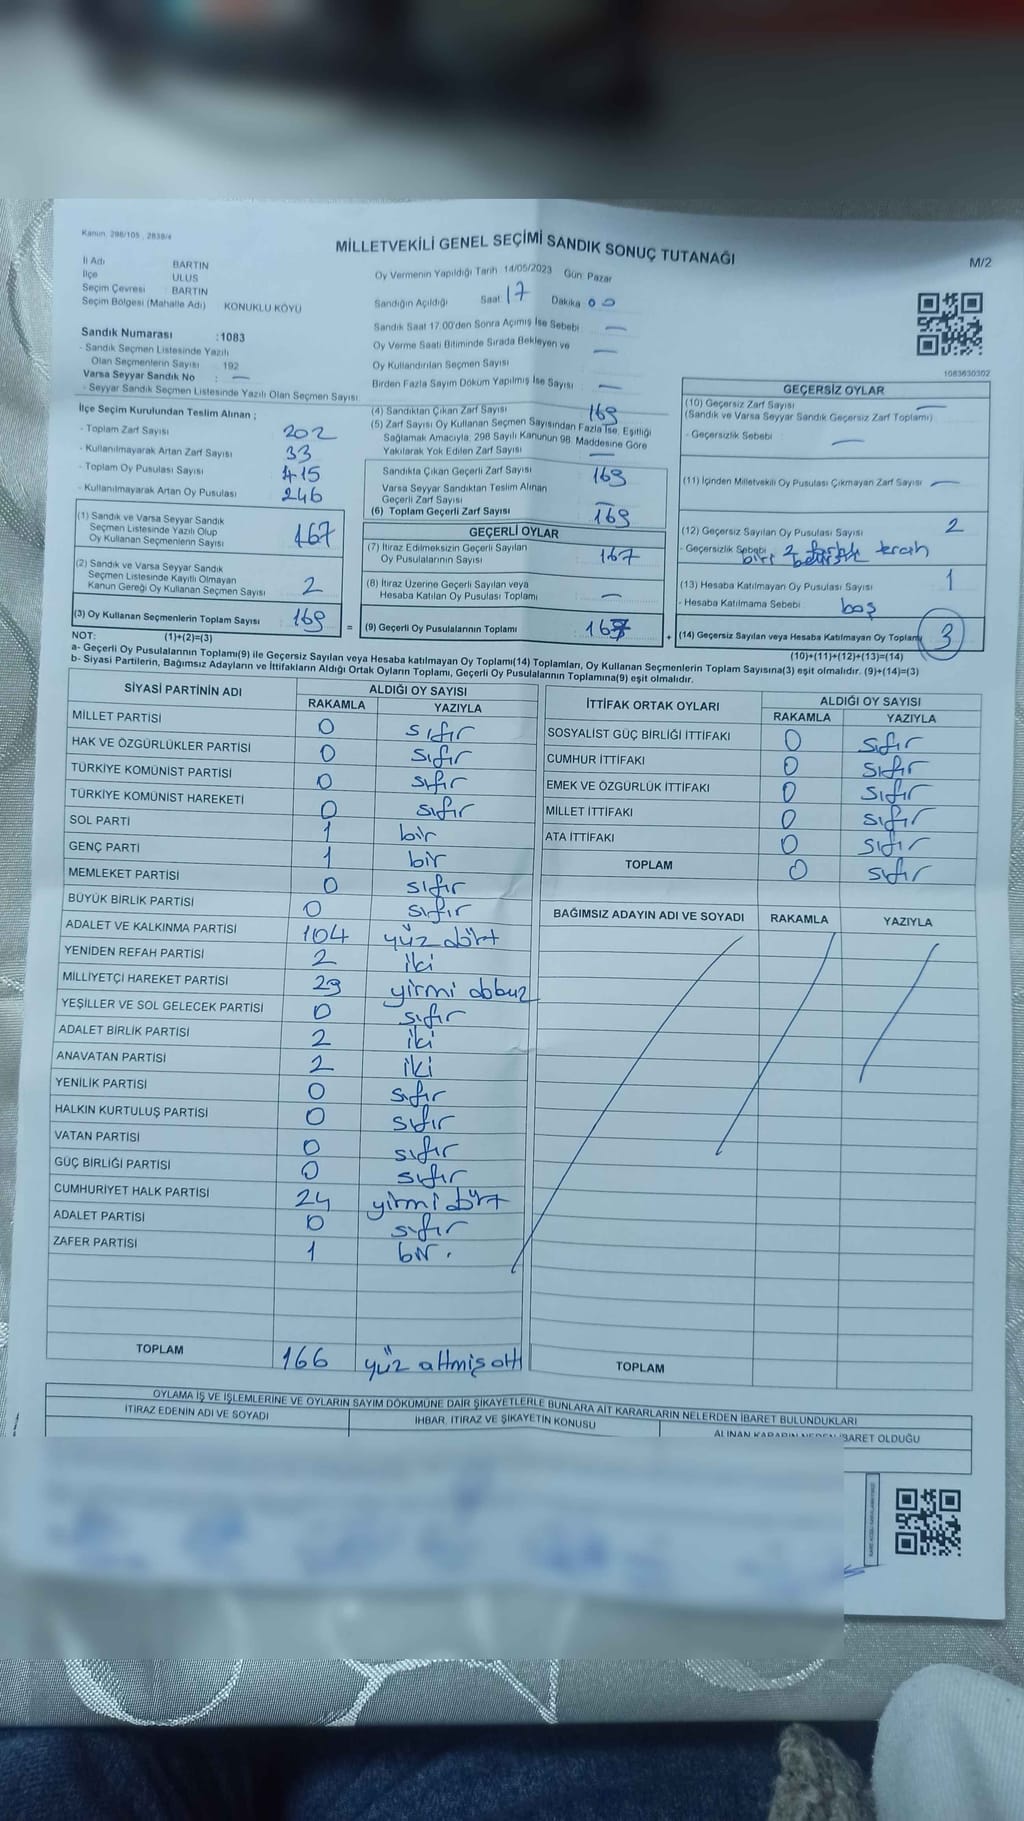 Kanun, 298/105 , 2839/4
MİLLETVEKİLİ GENEL SEÇİMİ SANDIK SONUÇ TUTANAĞI
M/2
İl Adı BARTIN
İlçe ULUS
Seçim Çevresi BARTIN
Seçim Bölgesi (Mahalle Adı) KONUKLU KÖYÜ
Sandık Numarası :1083
- Sandık Seçmen Listesinde Yazılı
Olan Seçmenlerin Sayısı 192
Varsa Seyyar Sandık No : —
- Seyyar Sandık Seçmen Listesinde Yazılı Olan Seçmen Sayısı:
Oy Vermenin Yapıldığı Tarih 14/05/2023 Gün: Pazar
Sandığın Açıldığı Saat 17 Dakika 00
Sandık Saat 17.00'den Sonra Açılmış İse Sebebi —
Oy Verme Saati Bitiminde Sırada Bekleyen ve —
Oy Kullandırılan Seçmen Sayısı
Birden Fazla Sayım Döküm Yapılmış İse Sayısı —
1083630302
İlçe Seçim Kurulundan Teslim Alınan ;
- Toplam Zarf Sayısı 202
- Kullanılmayarak Artan Zarf Sayısı 33
- Toplam Oy Pusulası Sayısı 415
- Kullanılmayarak Artan Oy Pusulası 246
(1) Sandık ve Varsa Seyyar Sandık
Seçmen Listesinde Yazılı Olup
Oy Kullanan Seçmenlerin Sayısı 167
(2) Sandık ve Varsa Seyyar Sandık
Seçmen Listesinde Kayıtlı Olmayan
Kanun Gereği Oy Kullanan Seçmen Sayısı 2
(3) Oy Kullanan Seçmenlerin Toplam Sayısı 169 =
(4) Sandıktan Çıkan Zarf Sayısı 169
(5) Zarf Sayısı Oy Kullanan Seçmen Sayısından Fazla İse, Eşitliği
Sağlamak Amacıyla, 298 Sayılı Kanunun 98. Maddesine Göre
Yakılarak Yok Edilen Zarf Sayısı —
Sandıkta Çıkan Geçerli Zarf Sayısı 169
Varsa Seyyar Sandıktan Teslim Alınan
Geçerli Zarf Sayısı —
(6) Toplam Geçerli Zarf Sayısı 169
GEÇERLİ OYLAR
(7) İtiraz Edilmeksizin Geçerli Sayılan
Oy Pusulalarının Sayısı 167
(8) İtiraz Üzerine Geçerli Sayılan veya
Hesaba Katılan Oy Pusulası Toplamı —
(9) Geçerli Oy Pusulalarının Toplamı : +
GEÇERSİZ OYLAR
(10) Geçersiz Zarf Sayısı —
(Sandık ve Varsa Seyyar Sandık Geçersiz Zarf Toplamı)
- Geçersizlik Sebebi : —
(11) İçinden Milletvekili Oy Pusulası Çıkmayan Zarf Sayısı —
(12) Geçersiz Sayılan Oy Pusulası Sayısı 2
- Geçersizlik Sebebi 2 tercih
(13) Hesaba Katılmayan Oy Pusulası Sayısı 1
- Hesaba Katılmama Sebebi boş
(14) Geçersiz Sayılan veya Hesaba Katılmayan Oy Toplamı 3
NOT: (1)+(2)=(3)
(10)+(11)+(12)+(13)=(14)
a- Geçerli Oy Pusulalarının Toplamı(9) ile Geçersiz Sayılan veya Hesaba katılmayan Oy Toplamı(14) Toplamları, Oy Kullanan Seçmenlerin Toplam Sayısına(3) eşit olmalıdır. (9)+(14)=(3)
b- Siyasi Partilerin, Bağımsız Adayların ve İttifakların Aldığı Ortak Oyların Toplamı, Geçerli Oy Pusulalarının Toplamına(9) eşit olmalıdır.
SİYASİ PARTİNİN ADI ALDIĞI OY SAYISI
RAKAMLA YAZIYLA
MİLLET PARTİSİ 0 sıfır
HAK VE ÖZGÜRLÜKLER PARTİSİ 0 sıfır
TÜRKİYE KOMÜNİST PARTİSİ 0 sıfır
TÜRKİYE KOMÜNİST HAREKETİ 0 sıfır
SOL PARTİ 1 bir
GENÇ PARTİ 1 bir
MEMLEKET PARTİSİ 0 sıfır
BÜYÜK BİRLİK PARTİSİ 0 sıfır
ADALET VE KALKINMA PARTİSİ 104 yüz dört
YENİDEN REFAH PARTİSİ 2 iki
MİLLİYETÇİ HAREKET PARTİSİ 29 yirmi dokuz
YEŞİLLER VE SOL GELECEK PARTİSİ 0 sıfır
ADALET BİRLİK PARTİSİ 2 iki
ANAVATAN PARTİSİ 2 iki
YENİLİK PARTİSİ 0 sıfır
HALKIN KURTULUŞ PARTİSİ 0 sıfır
VATAN PARTİSİ 0 sıfır
GÜÇ BİRLİĞİ PARTİSİ 0 sıfır
CUMHURİYET HALK PARTİSİ 24 yirmi dört
ADALET PARTİSİ 0 sıfır
ZAFER PARTİSİ 1 bir.
TOPLAM 166 yüz altmış altı
İTTİFAK ORTAK OYLARI ALDIĞI OY SAYISI
RAKAMLA YAZIYLA
SOSYALİST GÜÇ BİRLİĞİ İTTİFAKI 0 sıfır
CUMHUR İTTİFAKI 0 sıfır
EMEK VE ÖZGÜRLÜK İTTİFAKI 0 sıfır
MİLLET İTTİFAKI 0 sıfır
ATA İTTİFAKI 0 sıfır
TOPLAM 0 sıfır
BAĞIMSIZ ADAYIN ADI VE SOYADI RAKAMLA YAZIYLA
TOPLAM
OYLAMA İŞ VE İŞLEMLERİNE VE OYLARIN SAYIM DÖKÜMÜNE DAİR ŞİKAYETLERLE BUNLARA AİT KARARLARIN NELERDEN İBARET BULUNDUKLARI
İTİRAZ EDENİN ADI VE SOYADI İHBAR, İTİRAZ VE ŞİKAYETİN KONUSU ALINAN KARARIN NEDEN İBARET OLDUĞU